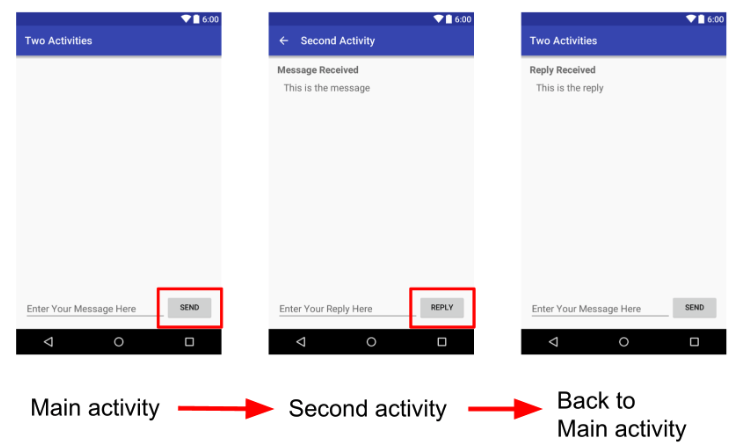 6:00
Two Activities
Enter Your Message Here
SEND
6:00
Second Activity
Message Received
This is the message
Enter Your Reply Here
REPLY
6:00
Two Activities
Reply Received
This is the reply
Enter Your Message Here
SEND
Main activity
Second activity
Back to
Main activity